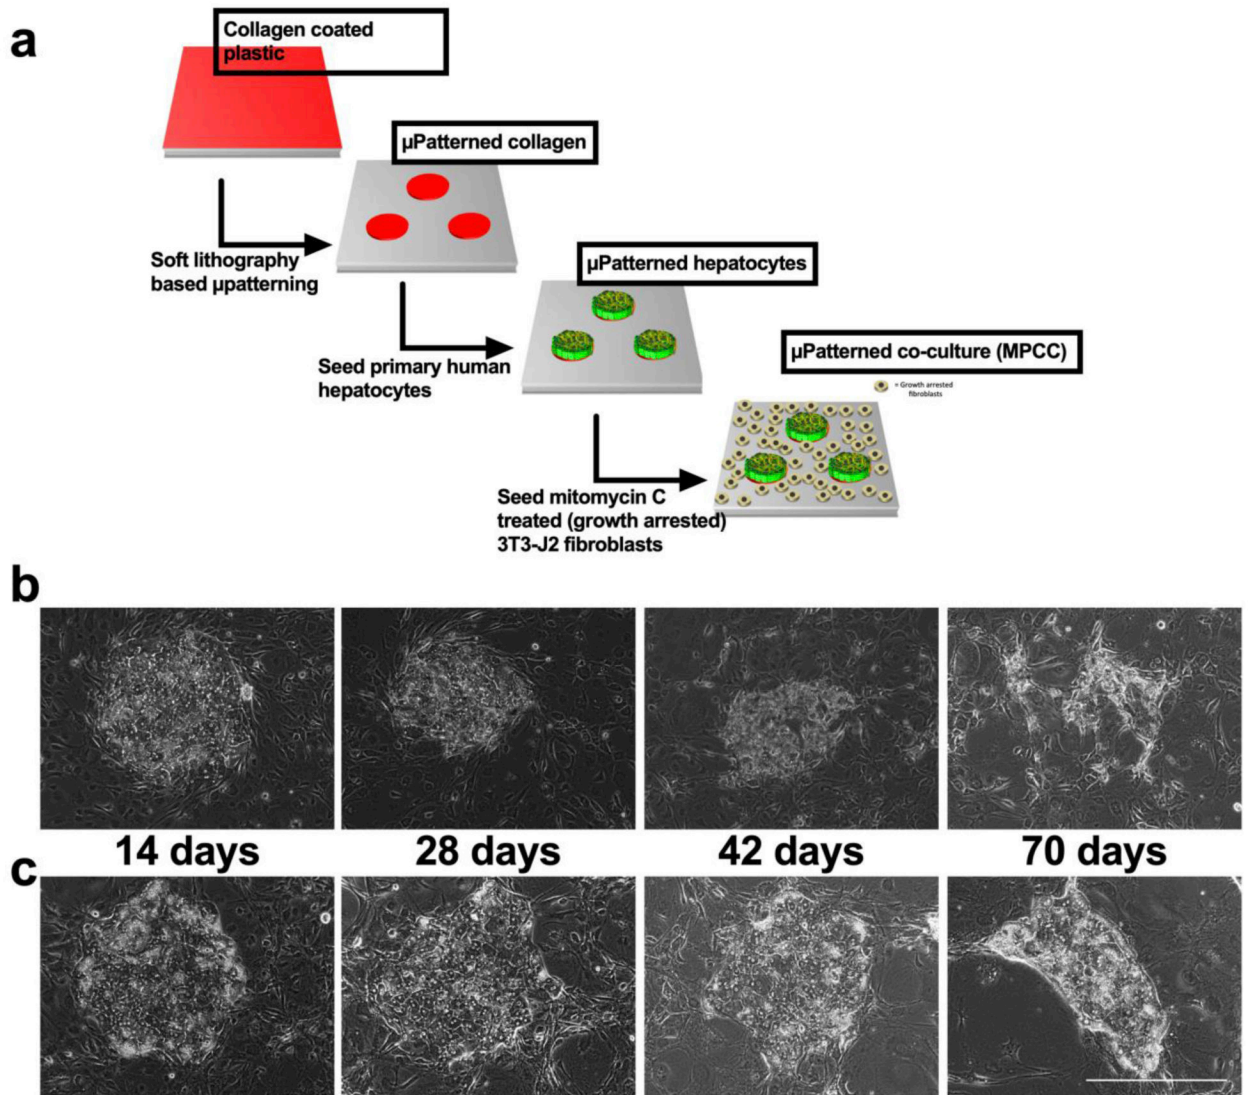 a
Collagen coated
plastic
µPatterned collagen
Soft lithography
based µpatterning
µPatterned hepatocytes
Seed primary human
hepatocytes
µPatterned co-culture (MPCC)
= Growth arrested
fibroblasts
Seed mitomycin C
treated (growth arrested)
3T3-J2 fibroblasts
b
14 days
28 days
42 days
70 days
c